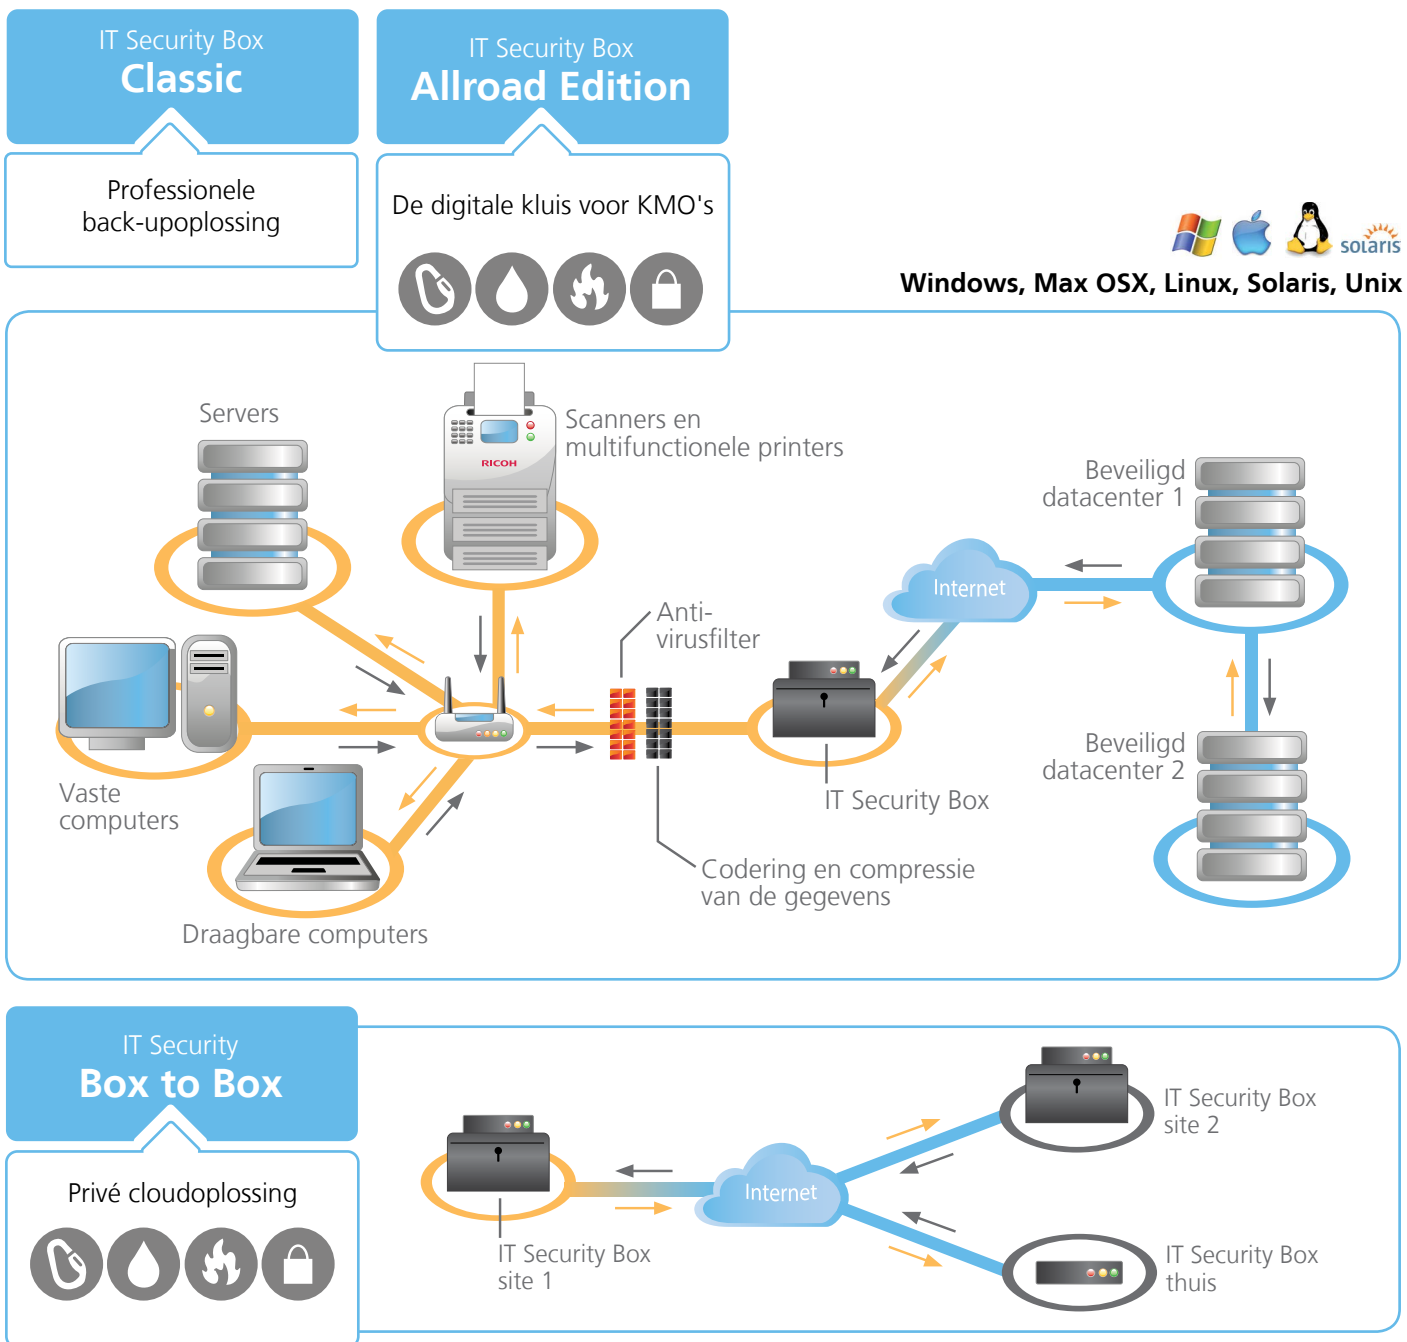 IT Security Box
Classic
Professionele
back-upoplossing
IT Security Box
Allroad Edition
De digitale kluis voor KMO's
solaris
Windows, Max OSX, Linux, Solaris, Unix
Servers
RICOH
Scanners en
multifunctionele printers
Beveiligd
datacenter 1
Internet
Anti-
virusfilter
Vaste
computers
IT Security Box
Beveiligd
datacenter 2
Codering en compressie
van de gegevens
Draagbare computers
IT Security
Box to Box
Privé cloudoplossing
IT Security Box
site 1
Internet
IT Security Box
site 2
IT Security Box
thuis